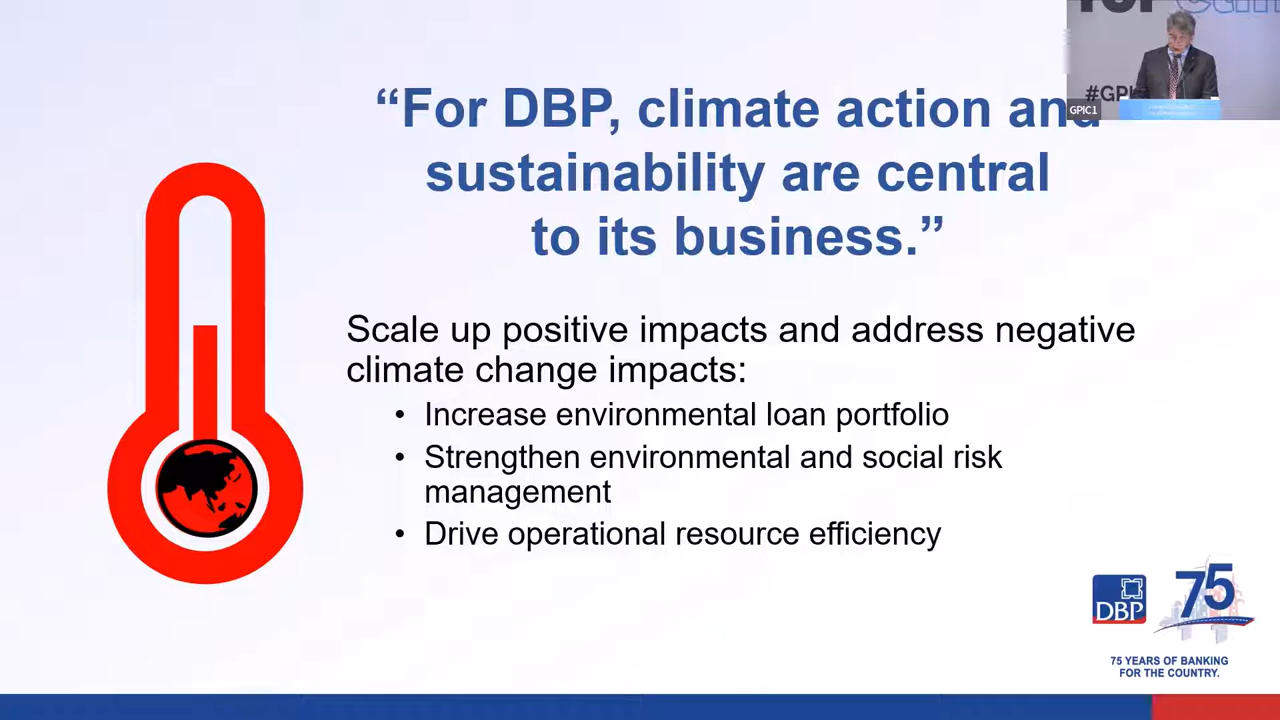 “For DBP, climate action and
sustainability are central
to its business.”
Scale up positive impacts and address negative
climate change impacts:
• Increase environmental loan portfolio
• Strengthen environmental and social risk
management
• Drive operational resource efficiency
#GPI
GPIC1
DBP
75
75 YEARS OF BANKING
FOR THE COUNTRY.